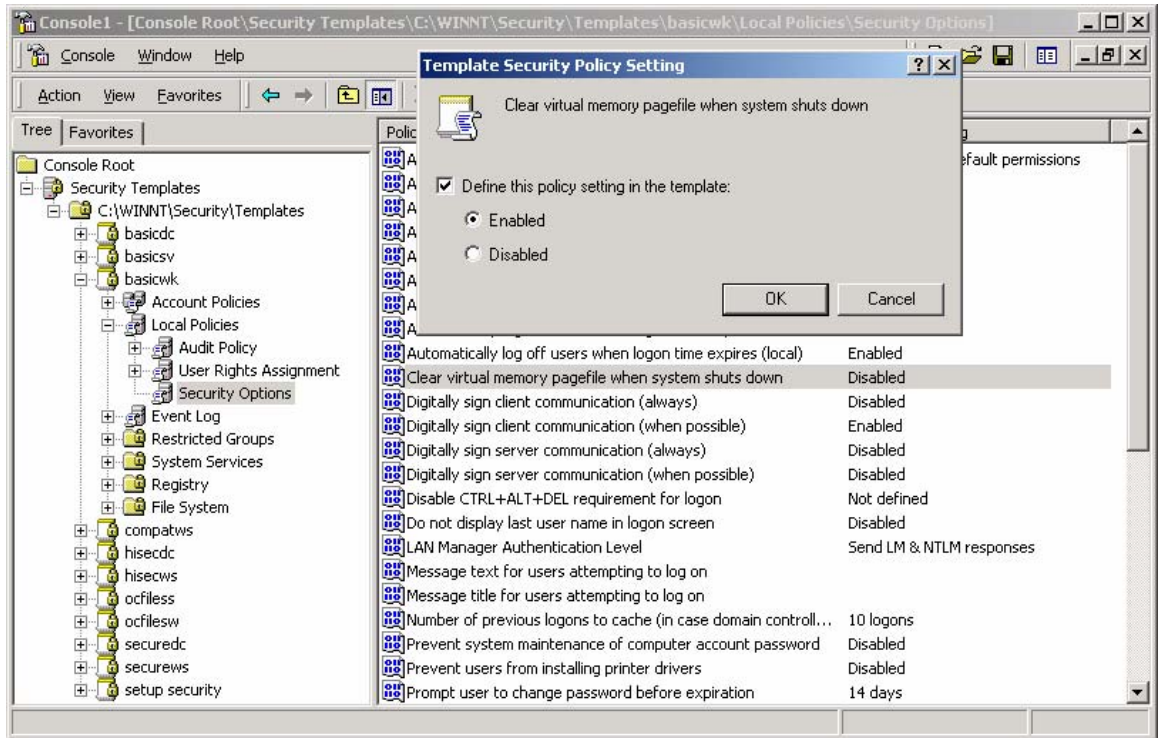 Console1 - [Console Root\Security Templates\C:\WINNT\Security\Templates\basicwk\Local Policies\Security Options]
Console Window Help
Action View Favorites
Tree Favorites
Console Root
Security Templates
C:\WINNT\Security\Templates
basicdc
basicsv
basicwk
Account Policies
Local Policies
Audit Policy
User Rights Assignment
Security Options
Event Log
Restricted Groups
System Services
Registry
File System
compatws
hisecdc
hisecws
ocfiless
ocfilesw
securedc
securews
setup security
Template Security Policy Setting
Clear virtual memory pagefile when system shuts down
Define this policy setting in the template:
Enabled
Disabled
OK Cancel
permissions
Automatically log off users when logon time expires (local) Enabled
Clear virtual memory pagefile when system shuts down Disabled
Digitally sign client communication (always) Disabled
Digitally sign client communication (when possible) Enabled
Digitally sign server communication (always) Disabled
Digitally sign server communication (when possible) Disabled
Disable CTRL+ALT+DEL requirement for logon Not defined
Do not display last user name in logon screen Disabled
LAN Manager Authentication Level Send LM & NTLM responses
Message text for users attempting to log on
Message title for users attempting to log on
Number of previous logons to cache (in case domain controll... 10 logons
Prevent system maintenance of computer account password Disabled
Prevent users from installing printer drivers Disabled
Prompt user to change password before expiration 14 days